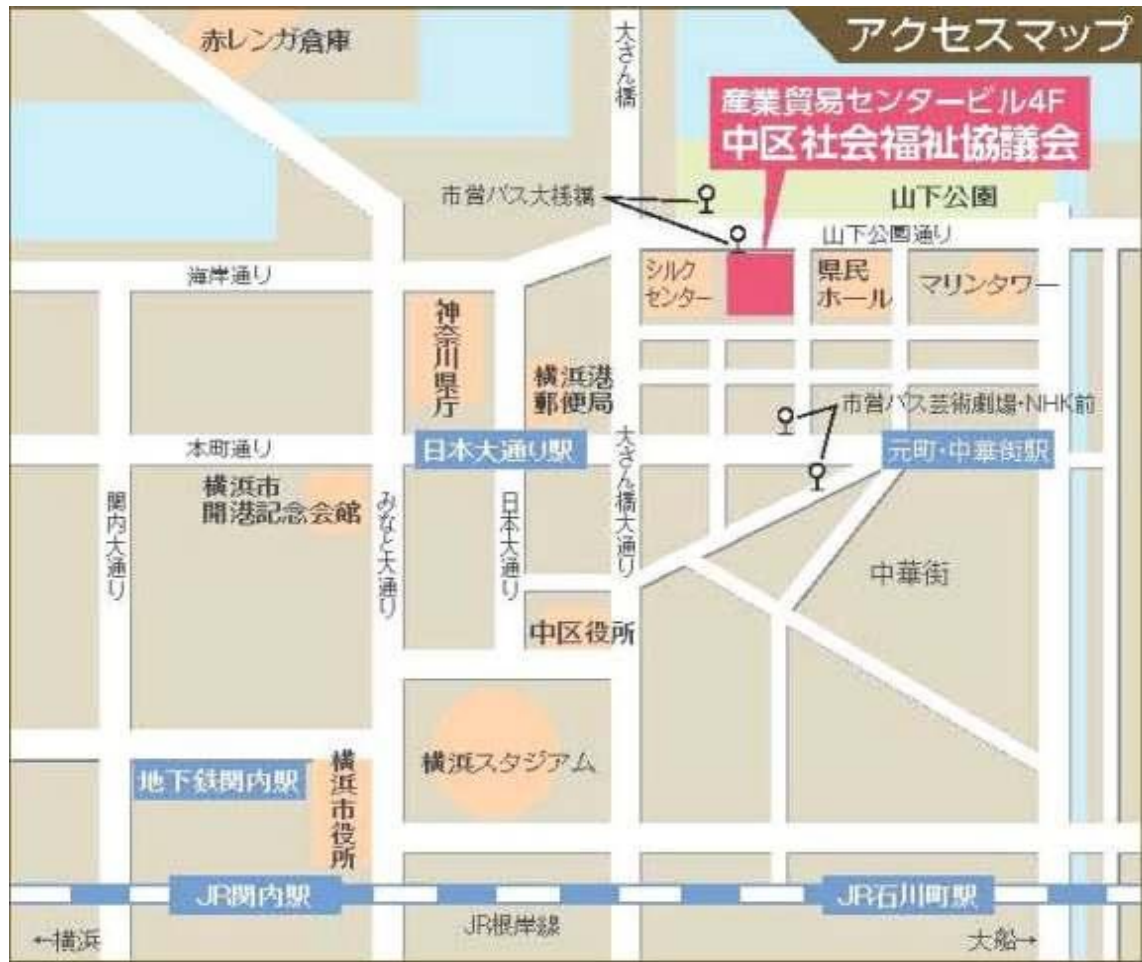 アクセスマップ
赤レンガ倉庫
大さん橋
産業貿易センタービル4F
中区社会福祉協議会
市営バス大桟橋
山下公園
山下公園通り
海岸通り
シルク
センター
県民
ホール
マリンタワー
神奈川県庁
横浜港
郵便局
市営バス芸術劇場・NHK前
本町通り
日本大通り駅
元町・中華街駅
横浜市
開港記念会館
関内大通り
みなと大通り
日本大通り
大さん橋大通り
中華街
中区役所
横浜スタジアム
地下鉄関内駅
横浜市役所
JR関内駅
JR石川町駅
JR根岸線
←横浜
大船→